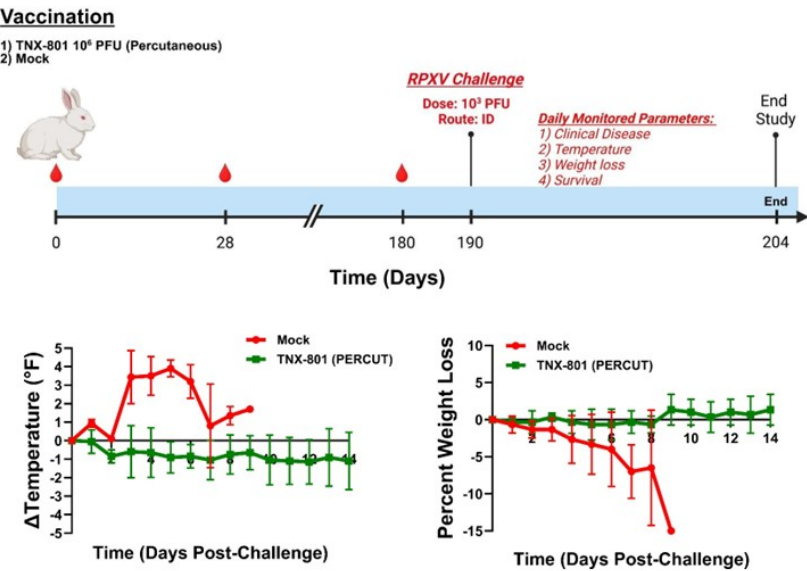 Vaccination
1) TNX-801 10⁶ PFU (Percutaneous)
2) Mock
RPXV Challenge
Dose: 10³ PFU
Route: ID
Daily Monitored Parameters:
1) Clinical Disease
2) Temperature
3) Weight loss
4) Survival
End
Study
End
0
28
180
190
204
Time (Days)
Mock
TNX-801 (PERCUT)
ΔTemperature (°F)
5
4
3
2
1
0
-1
-2
-3
-4
-5
4
8
10
12
14
Time (Days Post-Challenge)
Mock
TNX-801 (PERCUT)
Percent Weight Loss
10
5
0
-5
-10
-15
2
4
6
8
10
12
14
Time (Days Post-Challenge)